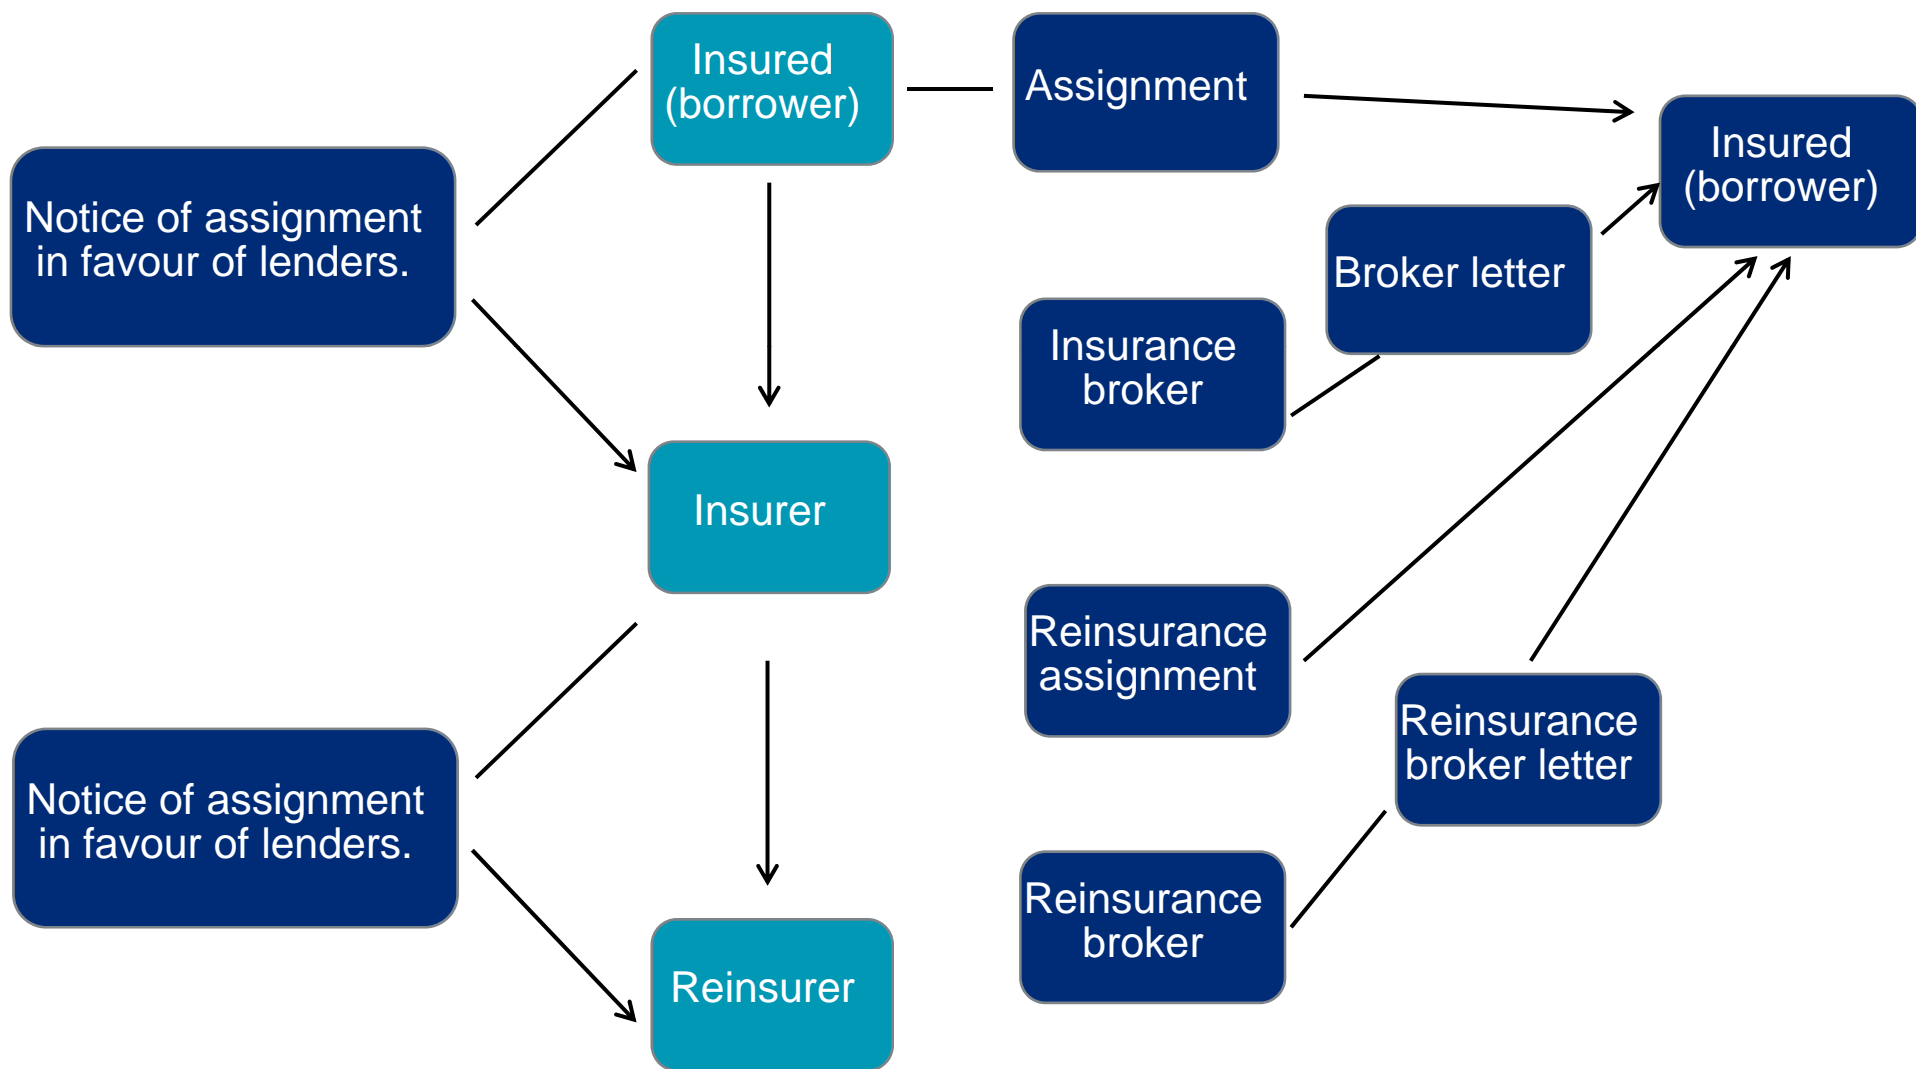 Insured
(borrower)
Assignment
Insured
(borrower)
Notice of assignment
in favour of lenders.
Broker letter
Insurance
broker
Insurer
Reinsurance
assignment
Reinsurance
broker letter
Notice of assignment
in favour of lenders.
Reinsurance
broker
Reinsurer